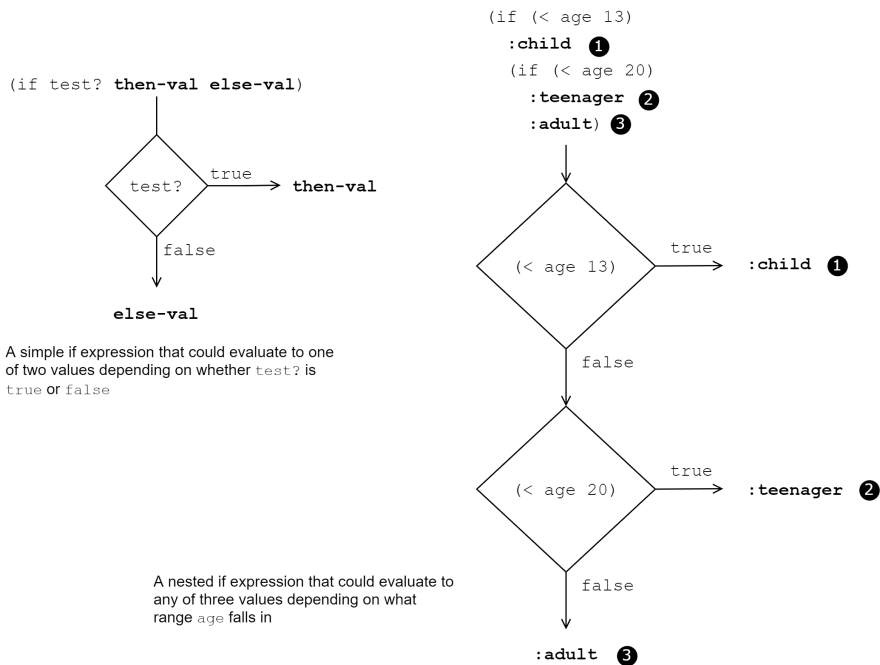 (if test? then-val else-val)
test?
true
then-val
false
else-val
A simple if expression that could evaluate to one
of two values depending on whether test? is
true or false
(if (< age 13)
:child 1
(if (< age 20)
:teenager 2
:adult) 3
(< age 13)
true
:child 1
false
(< age 20)
true
:teenager 2
false
:adult 3
A nested if expression that could evaluate to
any of three values depending on what
range age falls in